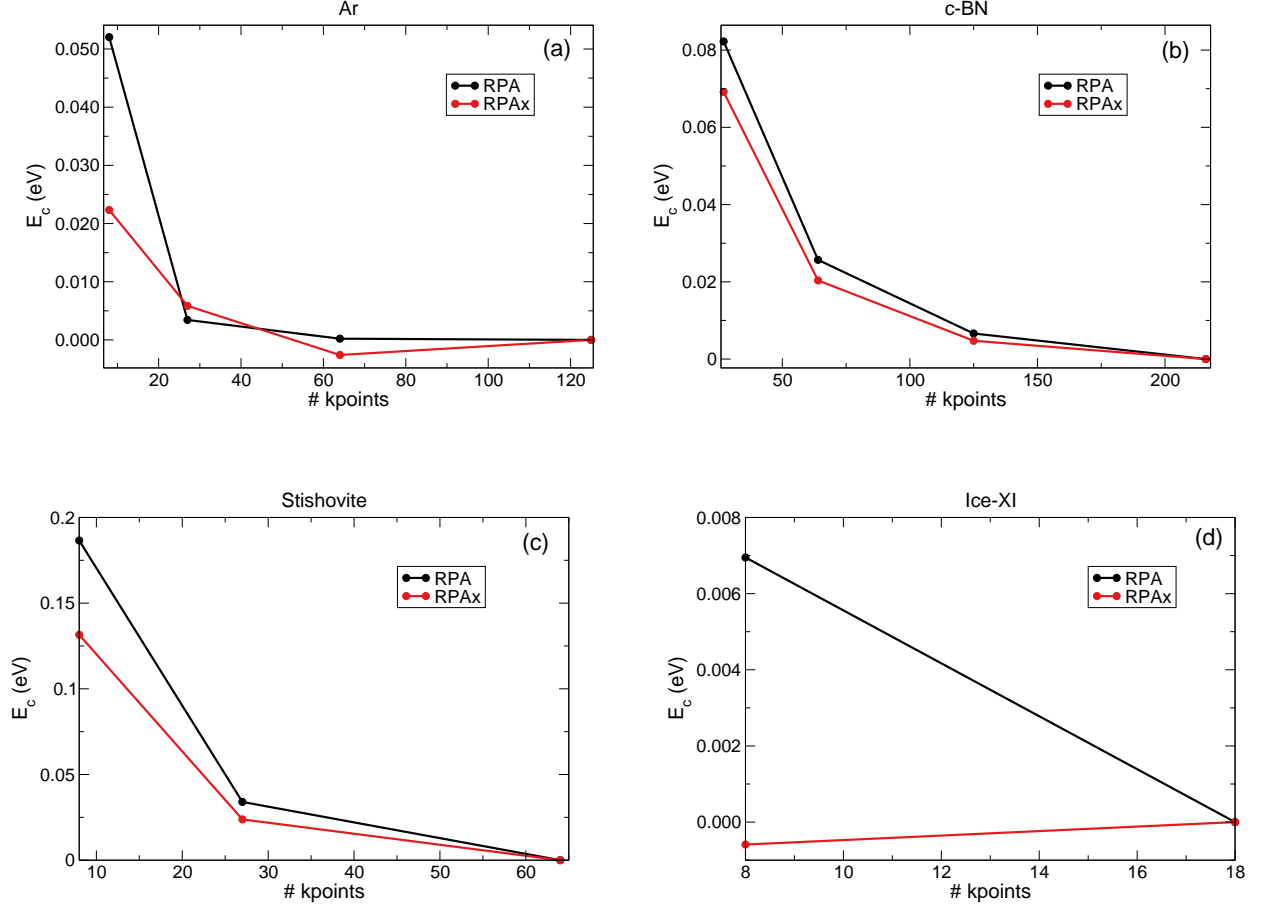 Ar
(a)
RPA
RPAx
0.050
0.040
0.030
0.020
0.010
0.000
E_c (eV)
20 40 60 80 100 120
# kpoints
c-BN
(b)
RPA
RPAx
0.08
0.06
0.04
0.02
0
E_c (eV)
50 100 150 200
# kpoints
Stishovite
(c)
RPA
RPAx
0.2
0.15
0.1
0.05
0
E_c (eV)
10 20 30 40 50 60
# kpoints
Ice-XI
(d)
RPA
RPAx
0.008
0.006
0.004
0.002
0.000
E_c (eV)
8 10 12 14 16 18
# kpoints